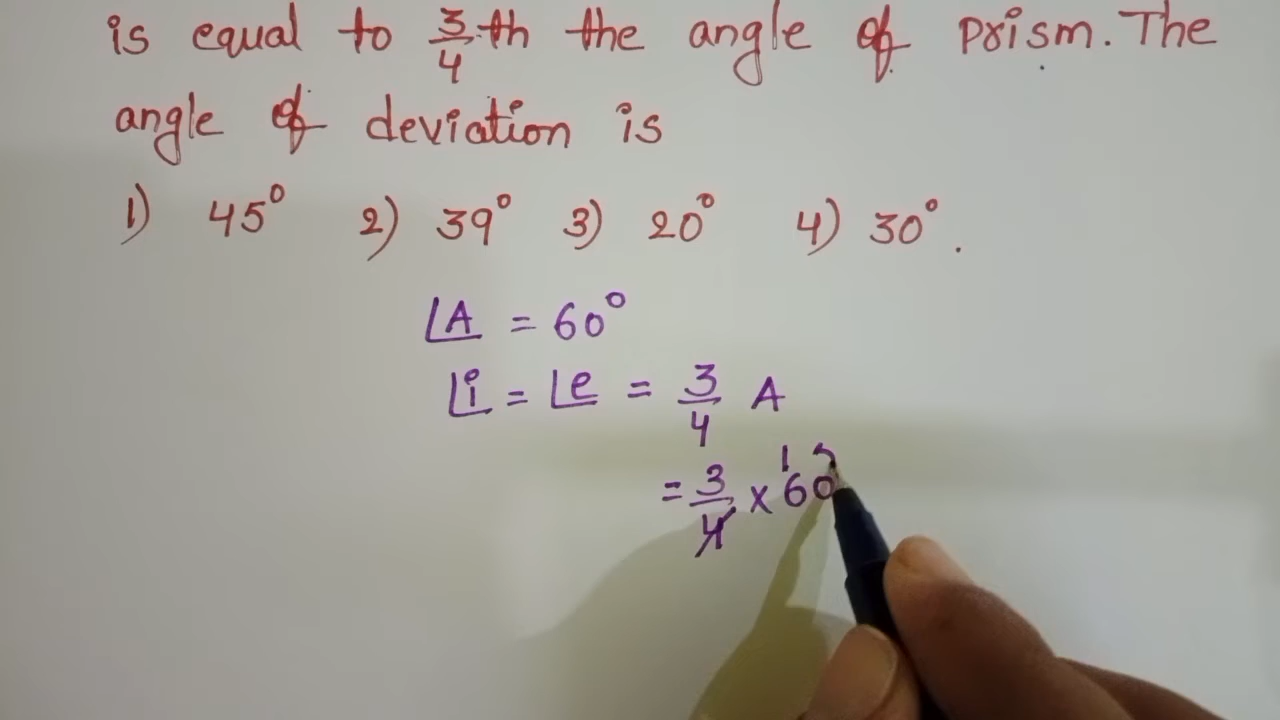 is equal to 3/4 th the angle of prism. The
angle of deviation is
1) 45° 2) 39° 3) 20° 4) 30°.
∠A = 60°
∠i = ∠e = 3/4 A
= 3/4 × 60
1